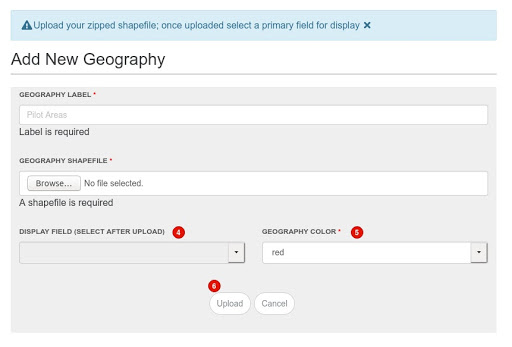 Upload your zipped shapefile; once uploaded select a primary field for display ×
Add New Geography
GEOGRAPHY LABEL *
Pilot Areas
Label is required
GEOGRAPHY SHAPEFILE *
Browse... No file selected.
A shapefile is required
DISPLAY FIELD (SELECT AFTER UPLOAD) 4 GEOGRAPHY COLOR * 5
red
6
Upload Cancel